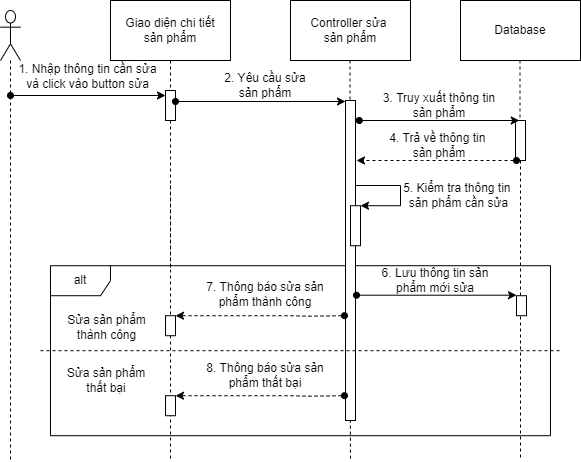 Giao diện chi tiết
sản phẩm
Controller sửa
sản phẩm
Database
1. Nhập thông tin cần sửa
và click vào button sửa
2. Yêu cầu sửa
sản phẩm
3. Truy xuất thông tin
sản phẩm
4. Trả về thông tin
sản phẩm
5. Kiểm tra thông tin
sản phẩm cần sửa
alt
6. Lưu thông tin sản
phẩm mới sửa
7. Thông báo sửa sản
phẩm thành công
Sửa sản phẩm
thành công
8. Thông báo sửa sản
phẩm thất bại
Sửa sản phẩm
thất bại